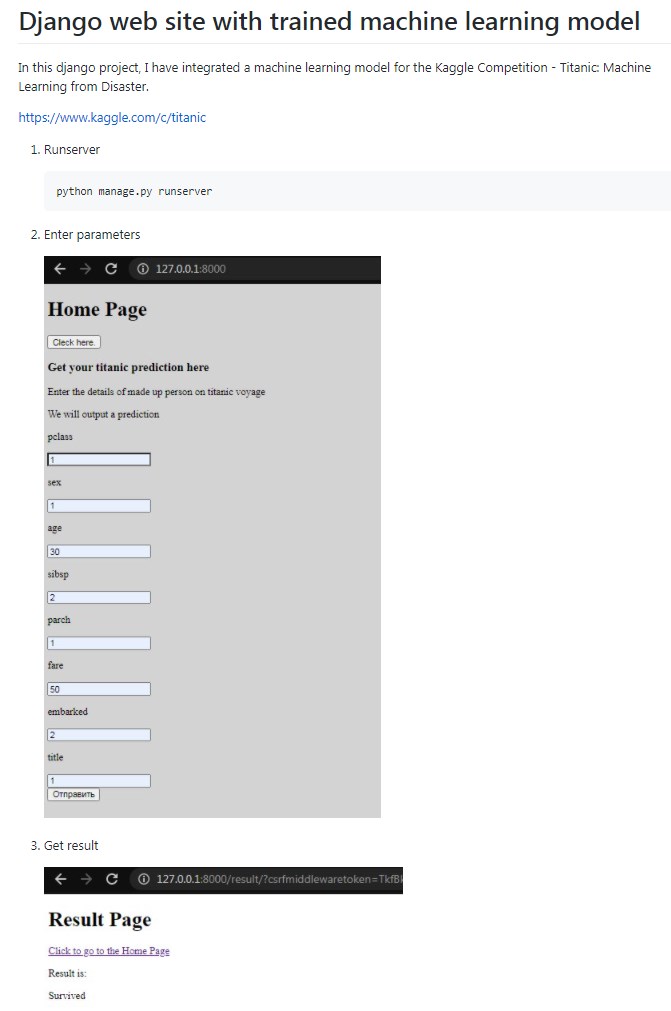 Django web site with trained machine learning model
In this django project, I have integrated a machine learning model for the Kaggle Competition - Titanic: Machine
Learning from Disaster.
https://www.kaggle.com/c/titanic
1. Runserver
python manage.py runserver
2. Enter parameters
127.0.0.1:8000
Home Page
Cleck here.
Get your titanic prediction here
Enter the details of made up person on titanic voyage
We will output a prediction
pclass
1
sex
1
age
30
sibsp
2
parch
1
fare
50
embarked
2
title
1
Отправить
3. Get result
127.0.0.1:8000/result/?csrfmiddlewaretoken=TkfB
Result Page
Click to go to the Home Page
Result is:
Survived